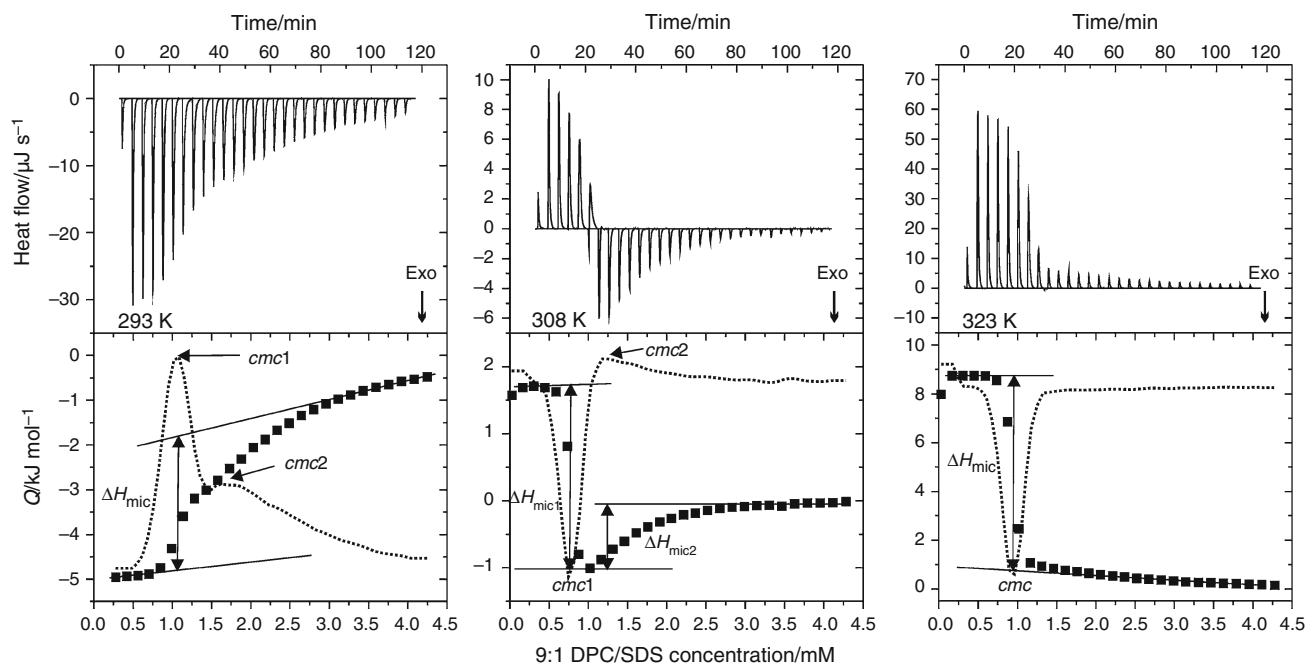 Time/min
0 20 40 60 80 100 120
Time/min
0 20 40 60 80 100 120
Time/min
0 20 40 60 80 100 120
Heat flow/µJ s–1
0
–10
–20
–30
293 K
Exo
10
8
6
4
2
0
–2
–4
–6
308 K
Exo
70
60
50
40
30
20
10
0
–10
323 K
Exo
Q/kJ mol–1
0
–1
–2
–3
–4
–5
cmc1
cmc2
ΔHmic
0.0 0.5 1.0 1.5 2.0 2.5 3.0 3.5 4.0 4.5
2
1
0
–1
cmc2
ΔHmic1
ΔHmic2
cmc1
0.0 0.5 1.0 1.5 2.0 2.5 3.0 3.5 4.0 4.5
10
8
6
4
2
0
ΔHmic
cmc
0.0 0.5 1.0 1.5 2.0 2.5 3.0 3.5 4.0 4.5
9:1 DPC/SDS concentration/mM